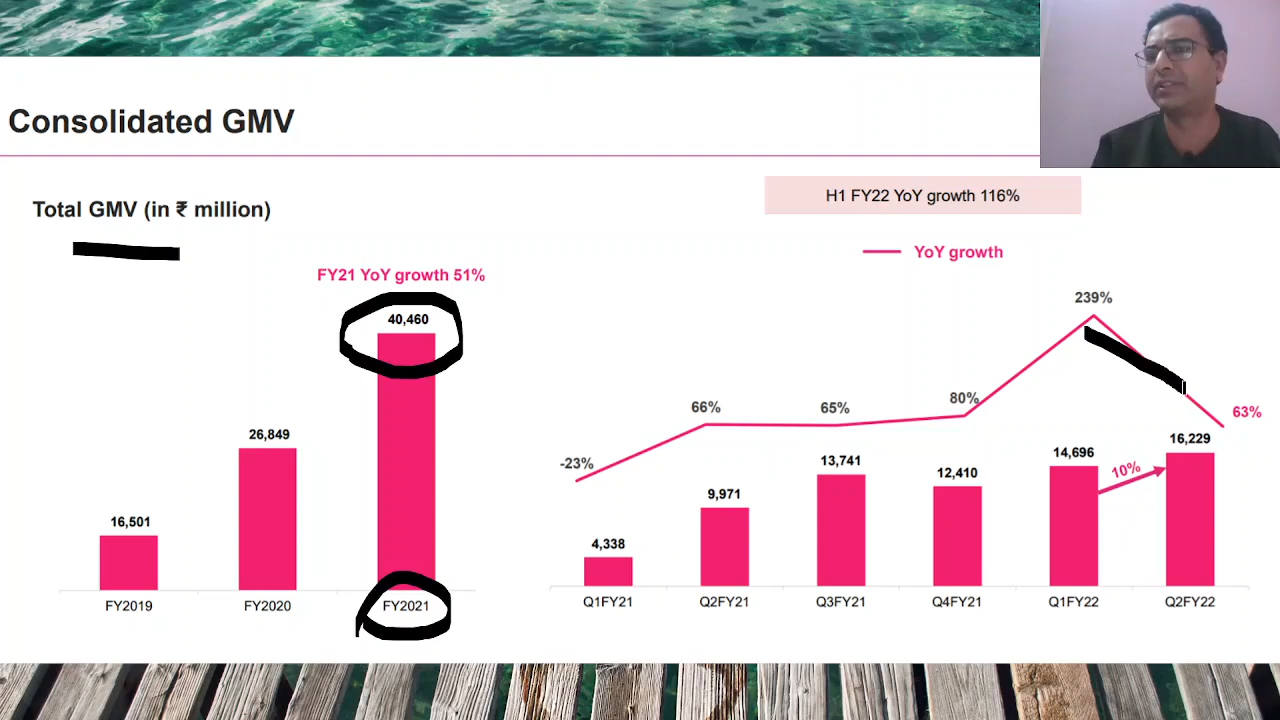 Consolidated GMV
Total GMV (in ₹ million)
FY21 YoY growth 51%
40,460
26,849
16,501
FY2019
FY2020
FY2021
H1 FY22 YoY growth 116%
YoY growth
-23%
66%
65%
80%
239%
63%
4,338
9,971
13,741
12,410
14,696
10%
16,229
Q1FY21
Q2FY21
Q3FY21
Q4FY21
Q1FY22
Q2FY22